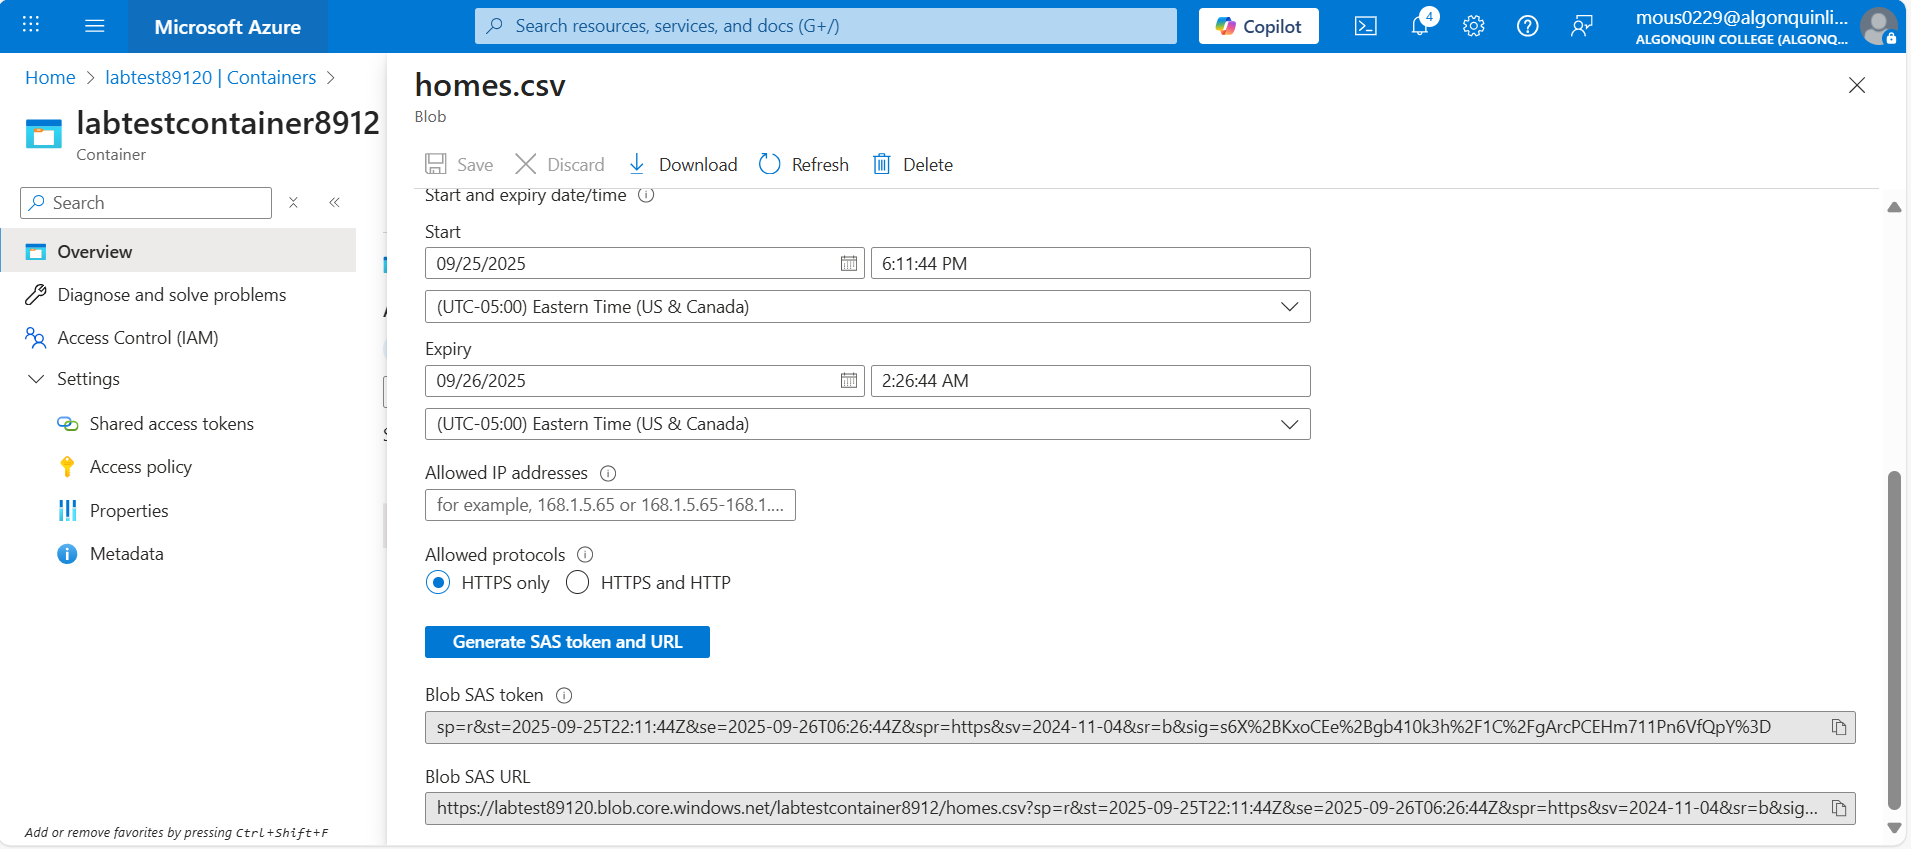 Microsoft Azure
Search resources, services, and docs (G+/)
Copilot
4
mous0229@algonquinli...
ALGONQUIN COLLEGE (ALGONQ...
Home > labtest89120 | Containers >
labtestcontainer8912
Container
Search
Overview
Diagnose and solve problems
Access Control (IAM)
Settings
Shared access tokens
Access policy
Properties
Metadata
Add or remove favorites by pressing Ctrl+Shift+F
homes.csv
Blob
Save Discard Download Refresh Delete
Start and expiry date/time
Start
09/25/2025 6:11:44 PM
(UTC-05:00) Eastern Time (US & Canada)
Expiry
09/26/2025 2:26:44 AM
(UTC-05:00) Eastern Time (US & Canada)
Allowed IP addresses
for example, 168.1.5.65 or 168.1.5.65-168.1....
Allowed protocols
HTTPS only HTTPS and HTTP
Generate SAS token and URL
Blob SAS token
sp=r&st=2025-09-25T22:11:44Z&se=2025-09-26T06:26:44Z&spr=https&sv=2024-11-04&sr=b&sig=s6X%2BKxoCEe%2Bgb410k3h%2F1C%2FgArcPCEHm711Pn6VfQpY%3D
Blob SAS URL
https://labtest89120.blob.core.windows.net/labtestcontainer8912/homes.csv?sp=r&st=2025-09-25T22:11:44Z&se=2025-09-26T06:26:44Z&spr=https&sv=2024-11-04&sr=b&sig...